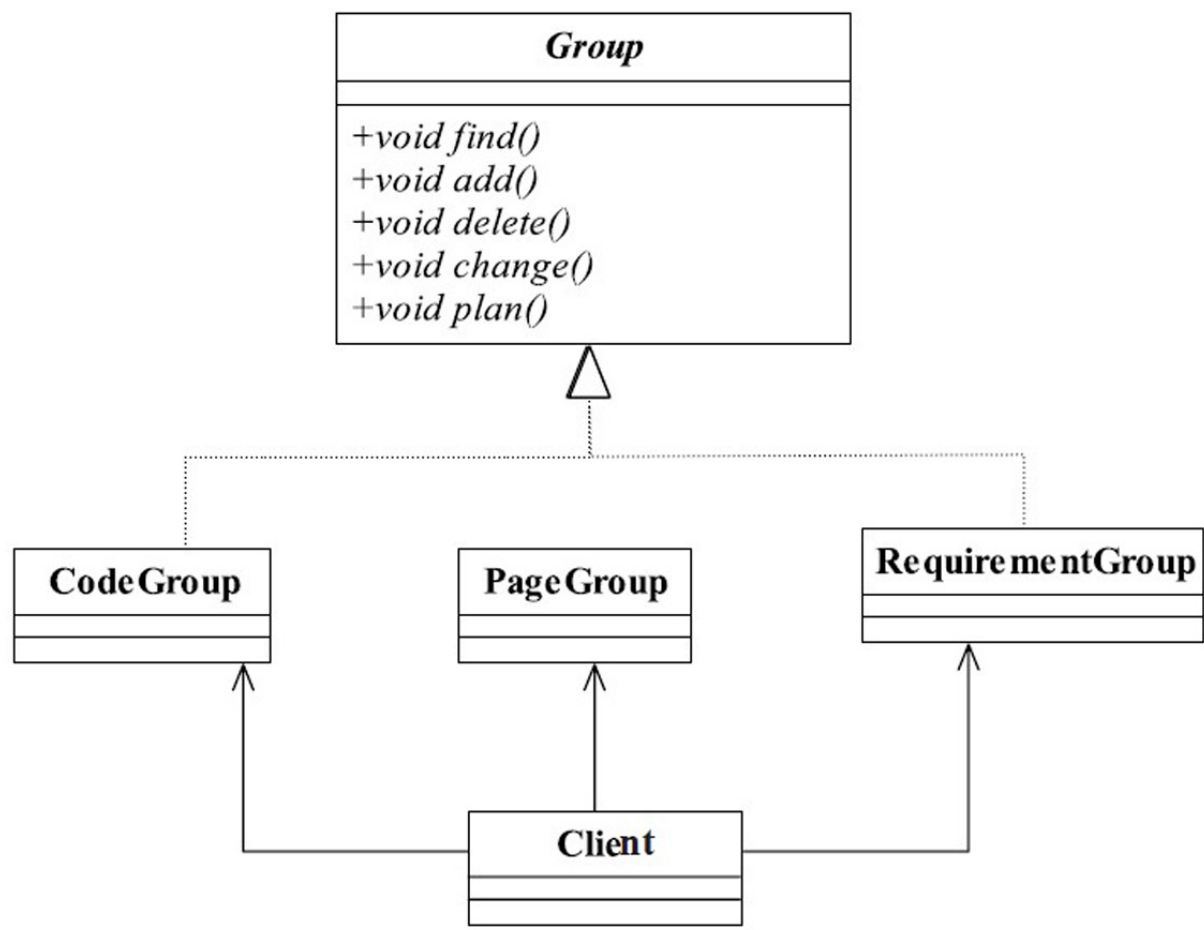 Group
+void find()
+void add()
+void delete()
+void change()
+void plan()
CodeGroup
PageGroup
RequirementGroup
Client